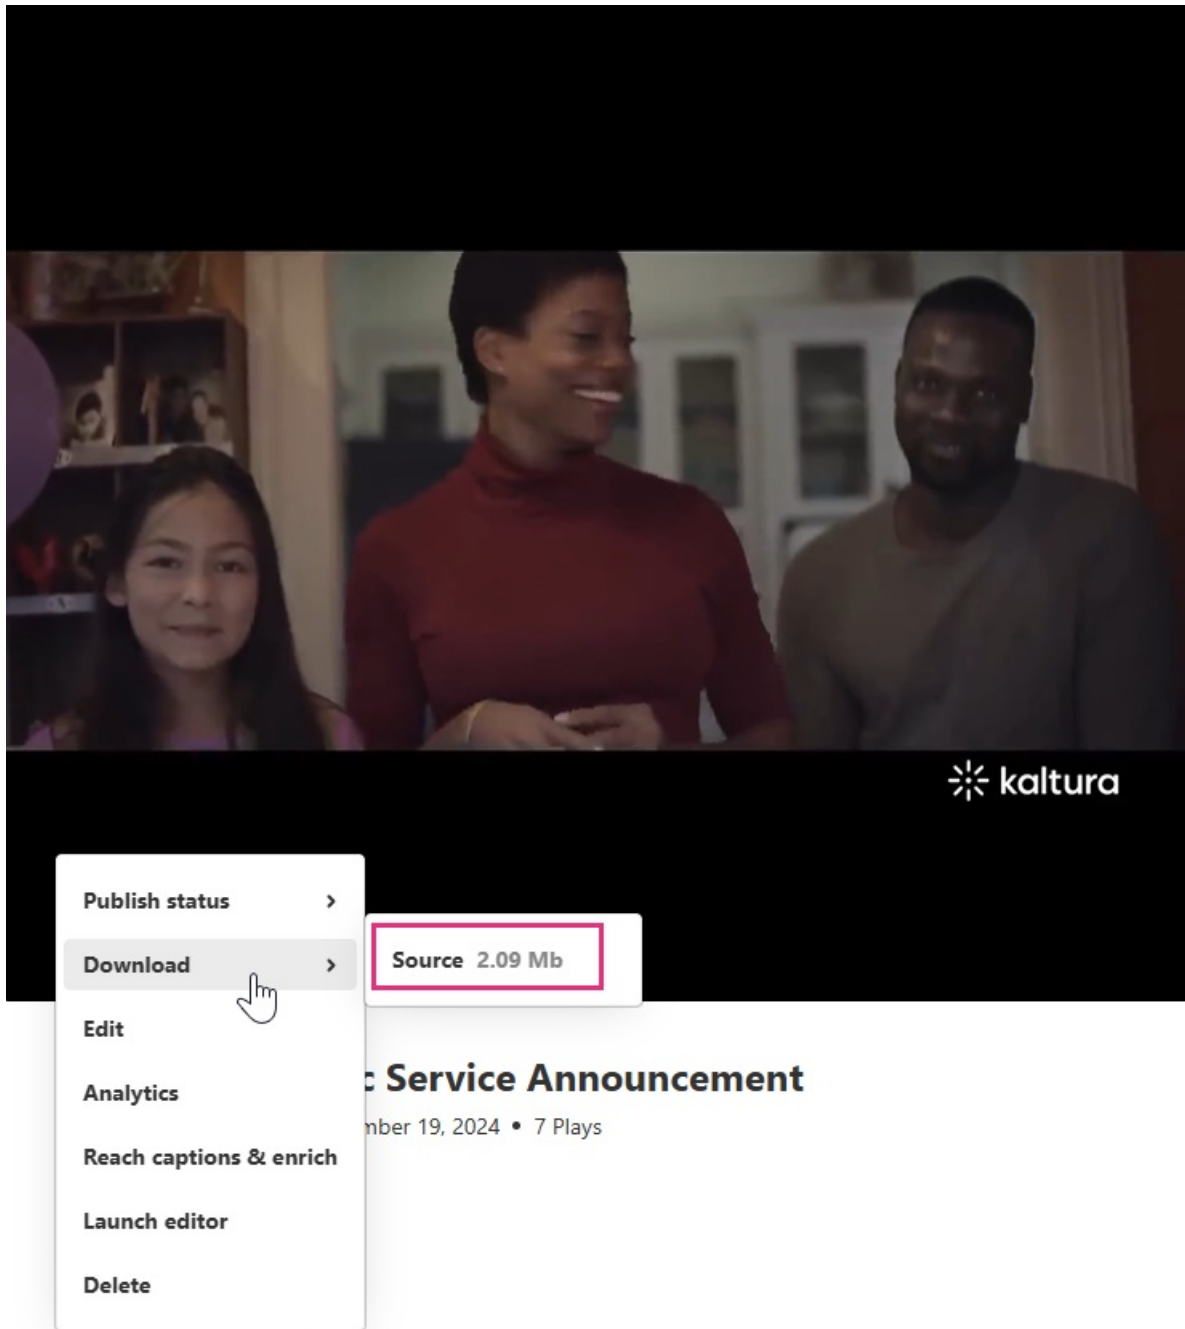 kaltura
Publish status
Download
Source 2.09 Mb
Edit
Service Announcement
Analytics
19, 2024 • 7 Plays
Reach captions & enrich
Launch editor
Delete